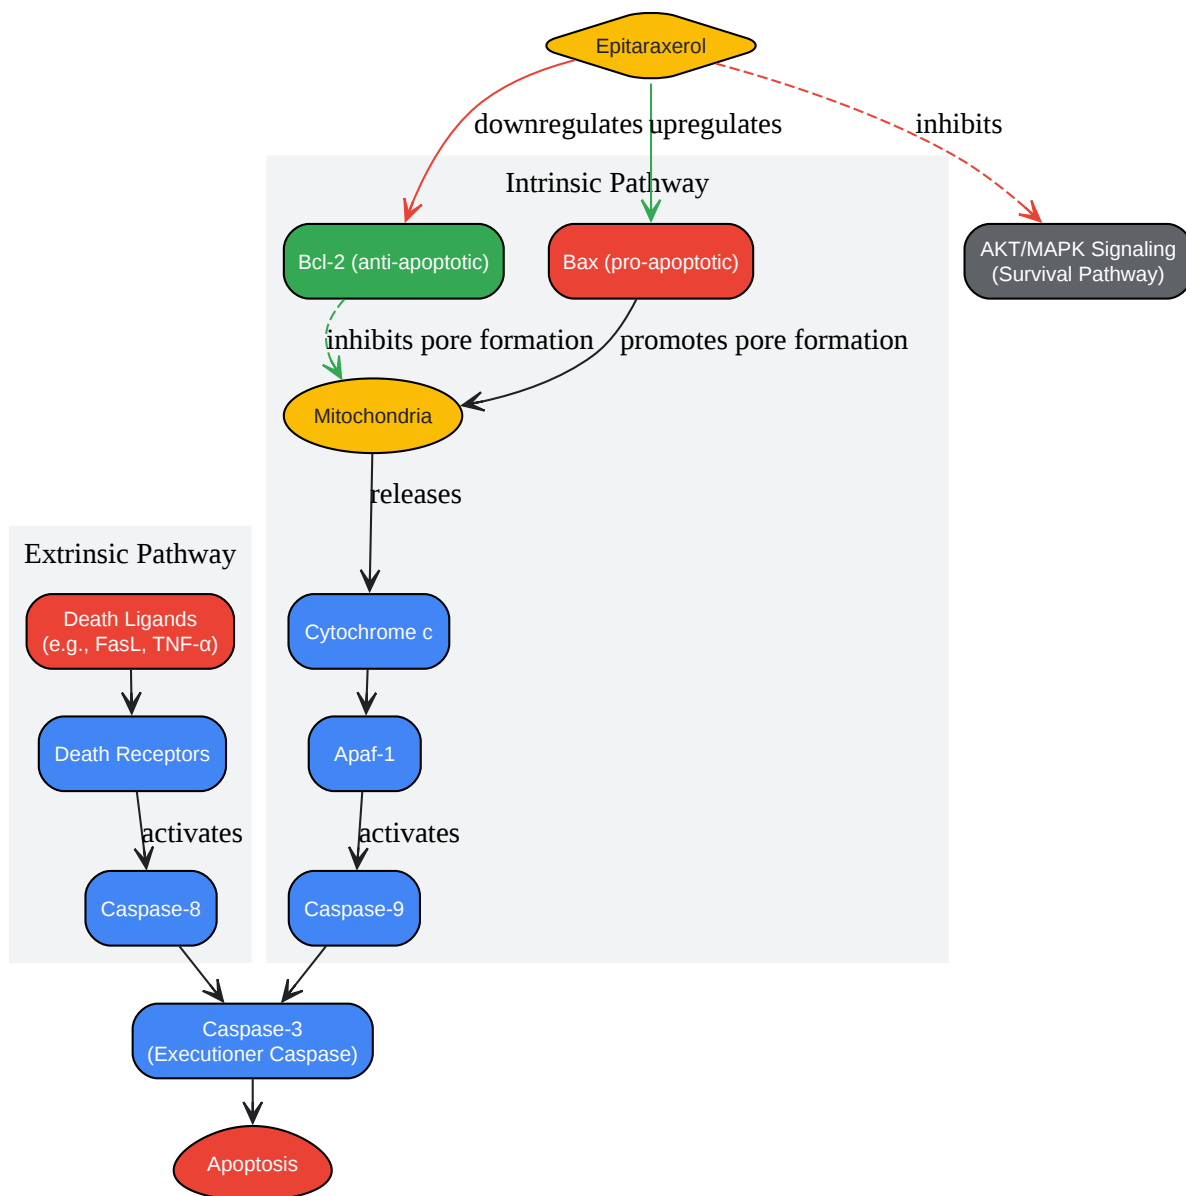 Epitaraxerol
downregulates
upregulates
inhibits
Intrinsic Pathway
Bcl-2 (anti-apoptotic)
Bax (pro-apoptotic)
AKT/MAPK Signaling
(Survival Pathway)
inhibits pore formation
promotes pore formation
Mitochondria
releases
Extrinsic Pathway
Death Ligands
(e.g., FasL, TNF-α)
Cytochrome c
Death Receptors
Apaf-1
activates
activates
Caspase-8
Caspase-9
Caspase-3
(Executioner Caspase)
Apoptosis